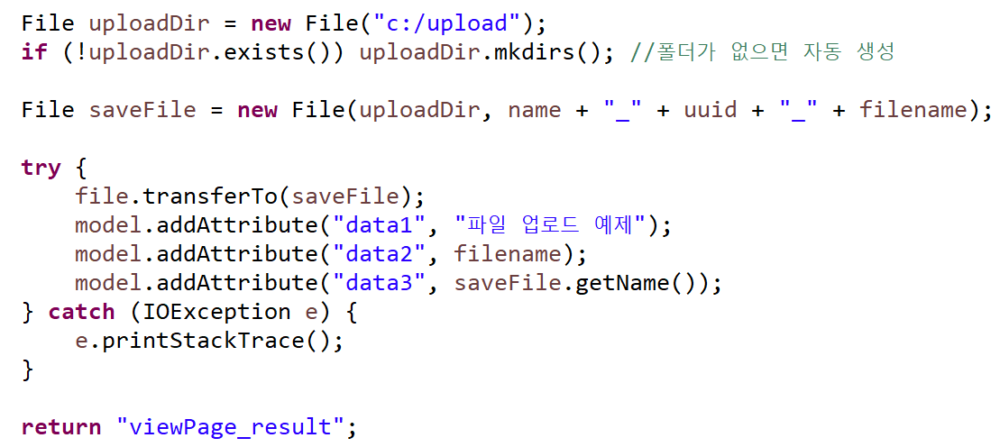 File uploadDir = new File("c:/upload");
if (!uploadDir.exists()) uploadDir.mkdirs(); //폴더가 없으면 자동 생성

File saveFile = new File(uploadDir, name + "_" + uuid + "_" + filename);

try {
    file.transferTo(saveFile);
    model.addAttribute("data1", "파일 업로드 예제");
    model.addAttribute("data2", filename);
    model.addAttribute("data3", saveFile.getName());
} catch (IOException e) {
    e.printStackTrace();
}

return "viewPage_result";